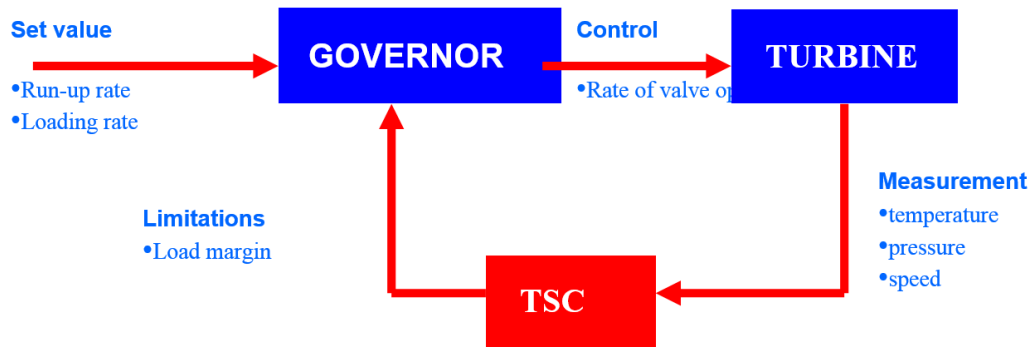 Set value
GOVERNOR
Control
TURBINE
•Run-up rate
•Loading rate
•Rate of valve
Measurement
•temperature
•pressure
•speed
Limitations
•Load margin
TSC